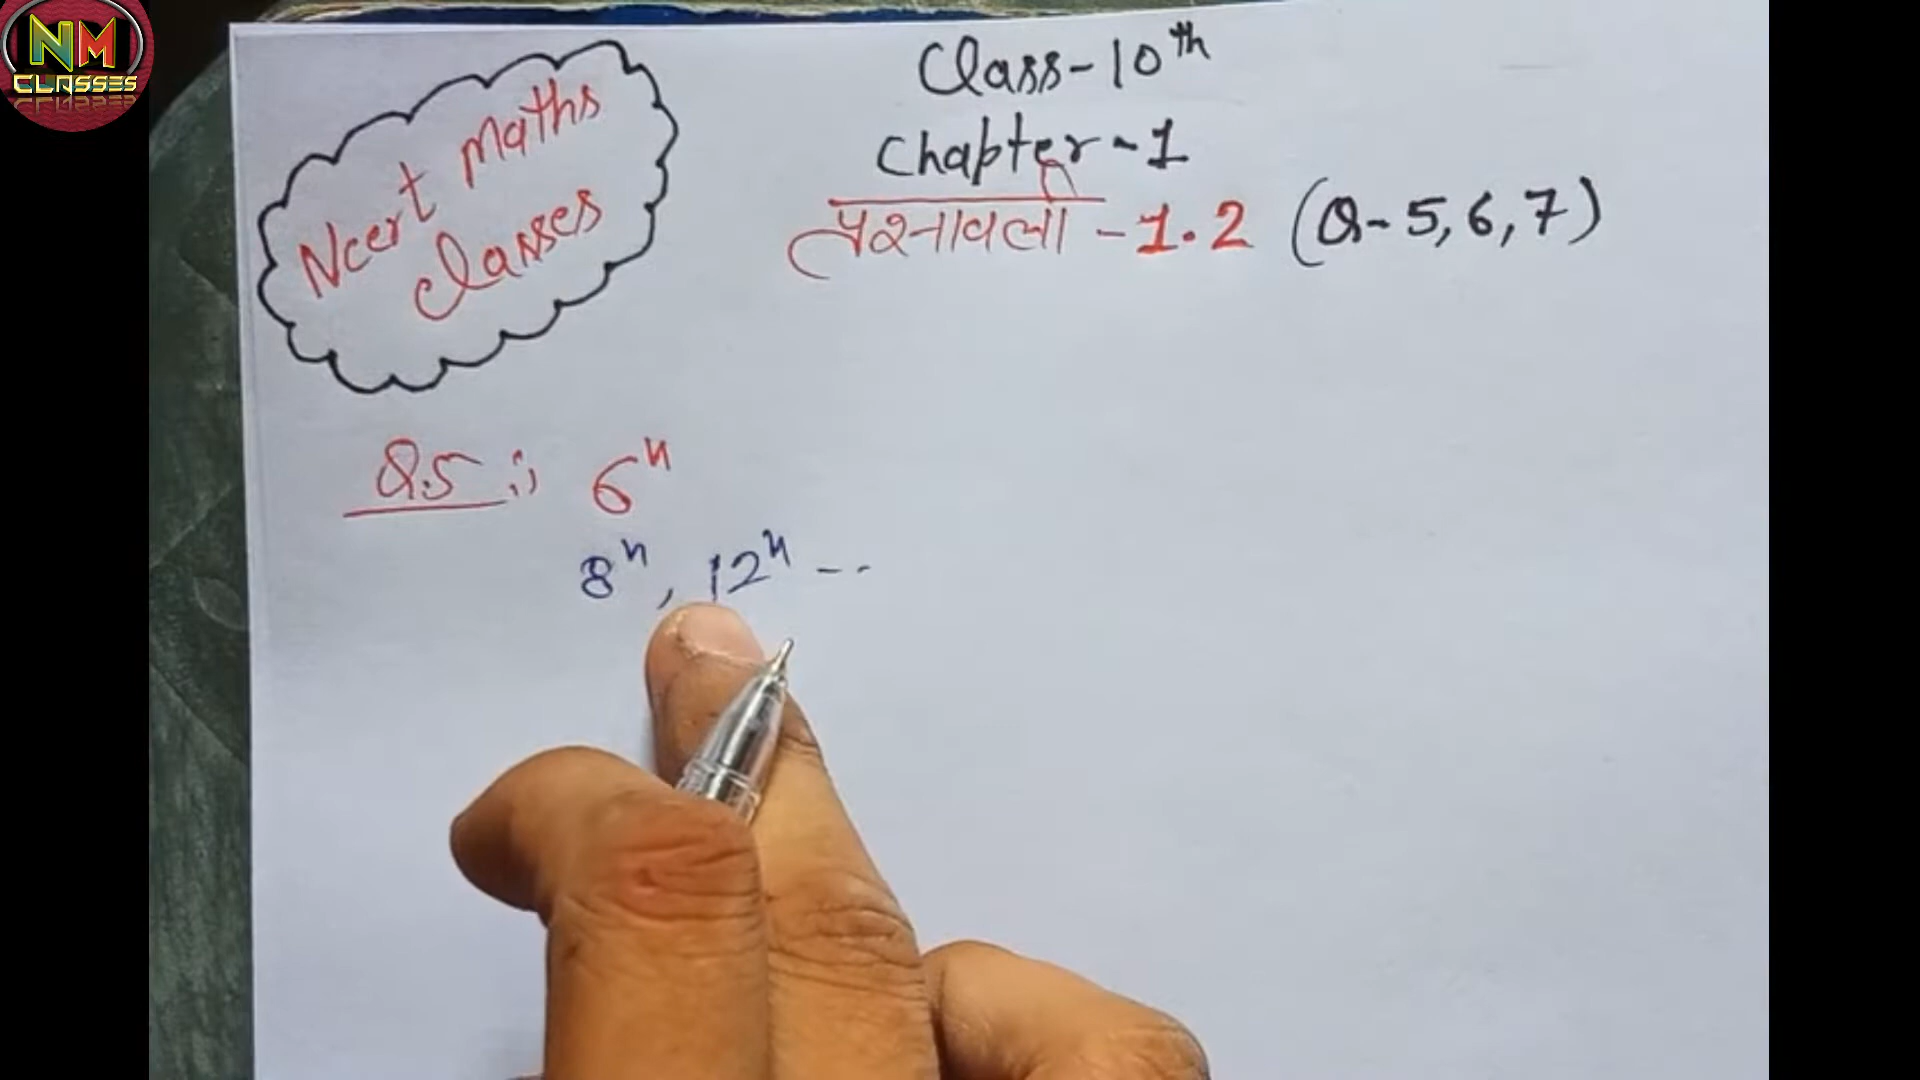 NM
CLASSES
Ncert Maths
Classes
Class-10th
Chapter-1
प्रश्नावली-1.2 (Q-5,6,7)
Q.5 :; 6ⁿ
8ⁿ, 12ⁿ --